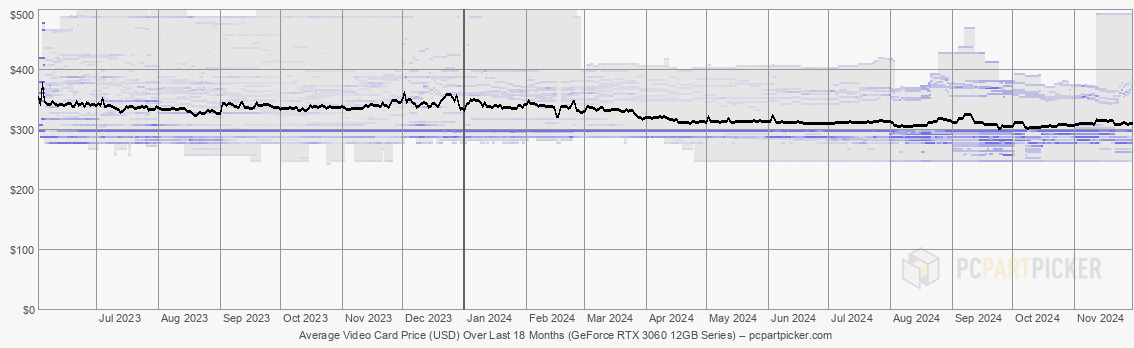 $500
$400
$300
$200
$100
$0
PCPARTPICKER
Jul 2023 Aug 2023 Sep 2023 Oct 2023 Nov 2023 Dec 2023 Jan 2024 Feb 2024 Mar 2024 Apr 2024 May 2024 Jun 2024 Jul 2024 Aug 2024 Sep 2024 Oct 2024 Nov 2024
Average Video Card Price (USD) Over Last 18 Months (GeForce RTX 3060 12GB Series) – pcpartpicker.com